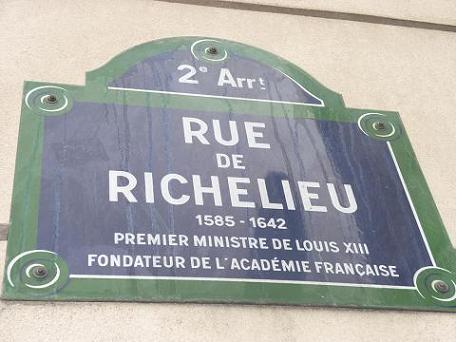 2e Arrt
RUE
DE
RICHELIEU
1585 - 1642
PREMIER MINISTRE DE LOUIS XIII
FONDATEUR DE L'ACADÉMIE FRANÇAISE